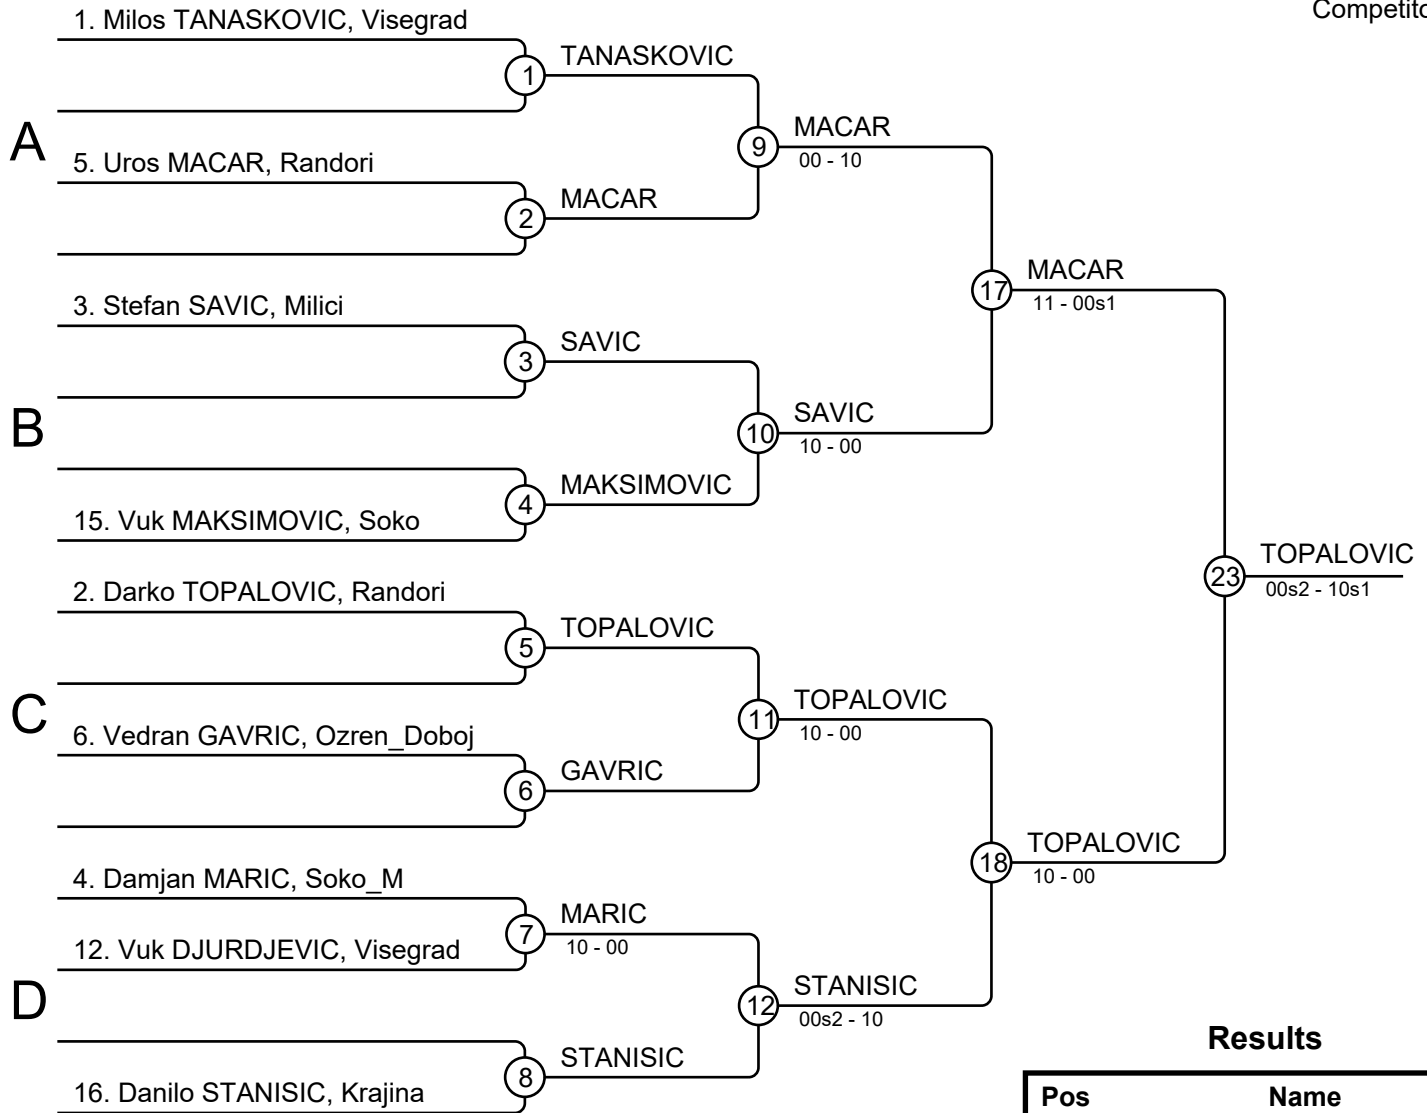 Competito
1. Milos TANASKOVIC, Visegrad
1
TANASKOVIC
A
9
MACAR
00 - 10
5. Uros MACAR, Randori
2
MACAR
17
MACAR
11 - 00s1
3. Stefan SAVIC, Milici
3
SAVIC
B
10
SAVIC
10 - 00
4
MAKSIMOVIC
15. Vuk MAKSIMOVIC, Soko
23
TOPALOVIC
00s2 - 10s1
2. Darko TOPALOVIC, Randori
5
TOPALOVIC
C
11
TOPALOVIC
10 - 00
6. Vedran GAVRIC, Ozren_Doboj
6
GAVRIC
18
TOPALOVIC
10 - 00
4. Damjan MARIC, Soko_M
7
MARIC
10 - 00
12. Vuk DJURDJEVIC, Visegrad
D
12
STANISIC
00s2 - 10
8
STANISIC
16. Danilo STANISIC, Krajina
Results
Pos Name